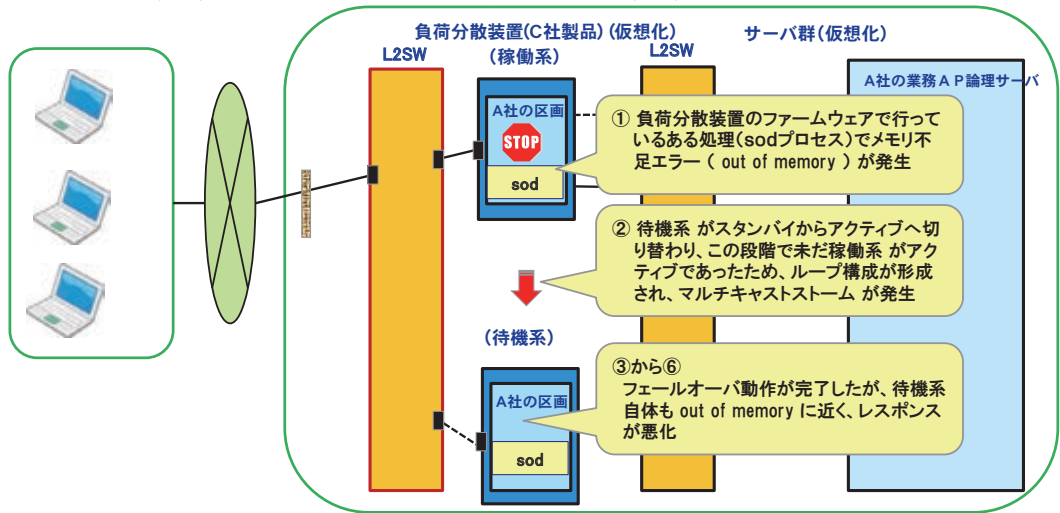 負荷分散装置(C社製品)(仮想化)
サーバ群(仮想化)
L2SW
(稼働系)
L2SW
A社の業務AP論理サーバ
A社の区画
STOP
sod
① 負荷分散装置のファームウェアで行って
いるある処理(sodプロセス)でメモリ不
足エラー ( out of memory ) が発生
② 待機系 がスタンバイからアクティブへ切
り替わり、この段階で未だ稼働系 がアク
ティブであったため、ループ構成が形成
され、マルチキャストストーム が発生
(待機系)
A社の区画
sod
③から⑥
フェールオーバ動作が完了したが、待機系
自体も out of memory に近く、レスポンス
が悪化